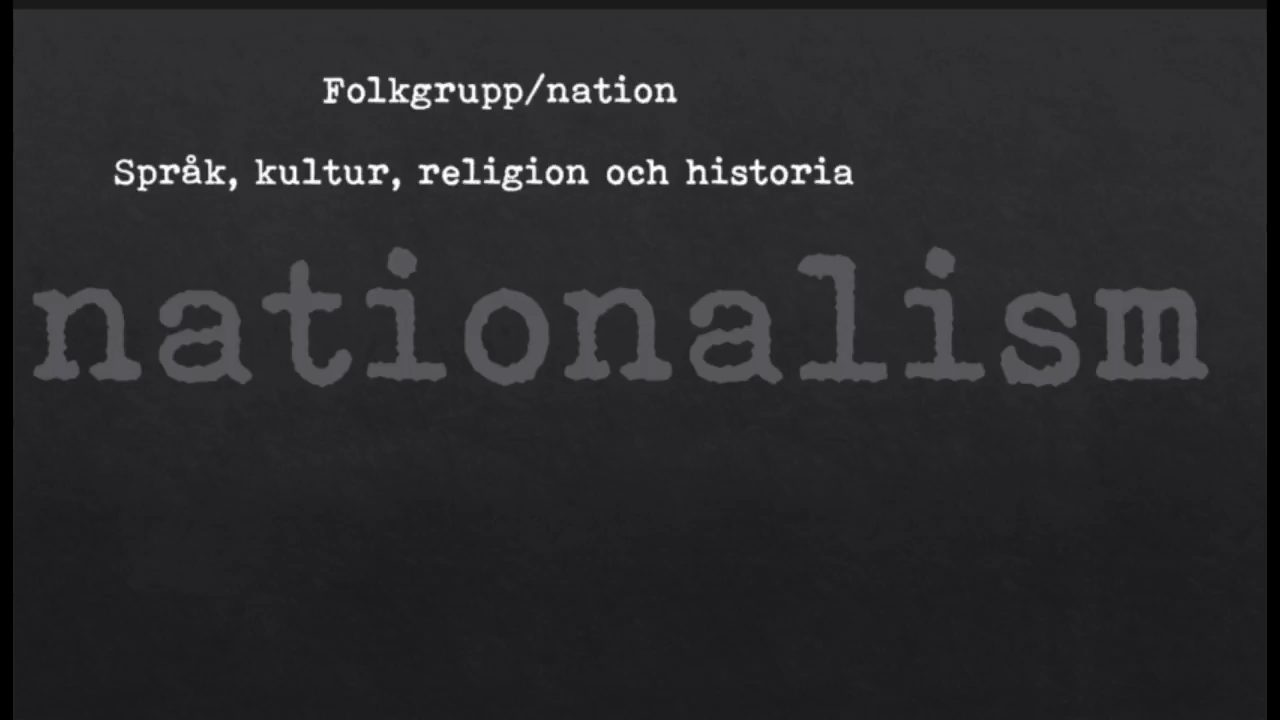 Folkgrupp/nation
Språk, kultur, religion och historia
nationalism